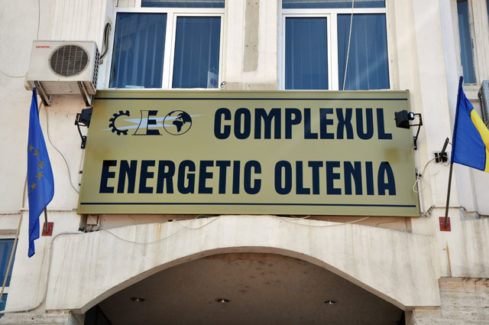 CEO COMPLEXUL
ENERGETIC OLTENIA